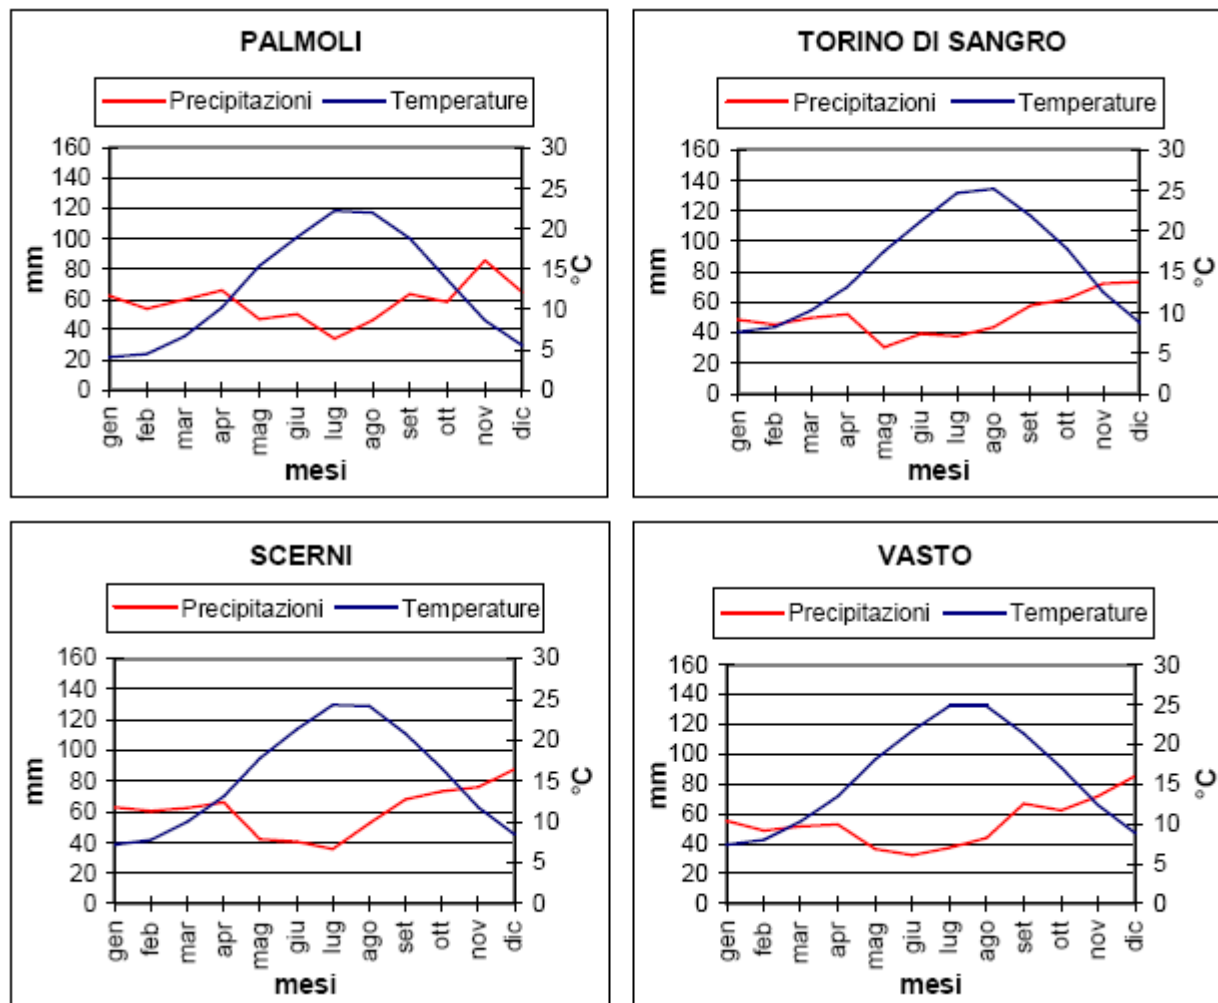 PALMOLI
Precipitazioni Temperature
160 30
140 25
120
100 20
80 15
60 10
40
20 5
0 0
mm
°C
gen feb mar apr mag giu lug ago set ott nov dic
mesi
TORINO DI SANGRO
Precipitazioni Temperature
160 30
140 25
120
100 20
80 15
60 10
40
20 5
0 0
mm
°C
gen feb mar apr mag giu lug ago set ott nov dic
mesi
SCERNI
Precipitazioni Temperature
160 30
140 25
120
100 20
80 15
60 10
40
20 5
0 0
mm
°C
gen feb mar apr mag giu lug ago set ott nov dic
mesi
VASTO
Precipitazioni Temperature
160 30
140 25
120
100 20
80 15
60 10
40
20 5
0 0
mm
°C
gen feb mar apr mag giu lug ago set ott nov dic
mesi